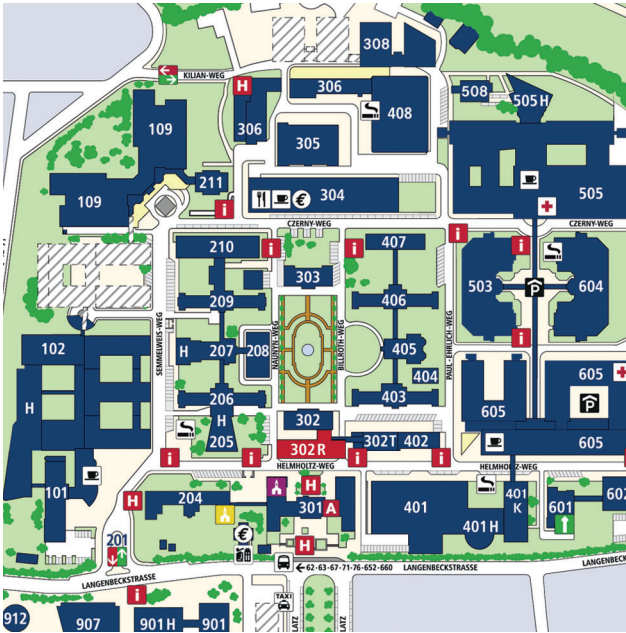 308
KILIAN-WEG
H
306
306
408
508
505 H
109
305
211
304
505
109
i
CZERNY-WEG
CZERNY-WEG
210
i
303
i
407
i
i
209
406
503
P
604
SEMMELWEIS-WEG
NAUNYN-WEG
BILLROTH-WEG
PAUL-EHRLICH-WEG
102
H
207
208
405
i
404
605
206
403
P
H
H
205
302
605
302 R
302T
402
605
i
i
i
i
HELMHOLTZ-WEG
HELMHOLTZ-WEG
101
H
204
H
301
A
401
401
K
601
602
401 H
201
€
H
62-63-67-71-76-652-660
LANGENBECKSTRASSE
LANGENBECKSTRASSE
TAXI
i
912
907
901 H
901
PLATZ
PLATZ